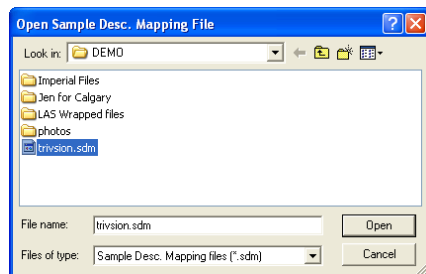 Open Sample Desc. Mapping File
Look in: DEMO
Imperial Files
Jen for Calgary
LAS Wrapped files
photos
trivsion.sdm
File name: trivsion.sdm Open
Files of type: Sample Desc. Mapping files (*.sdm) Cancel